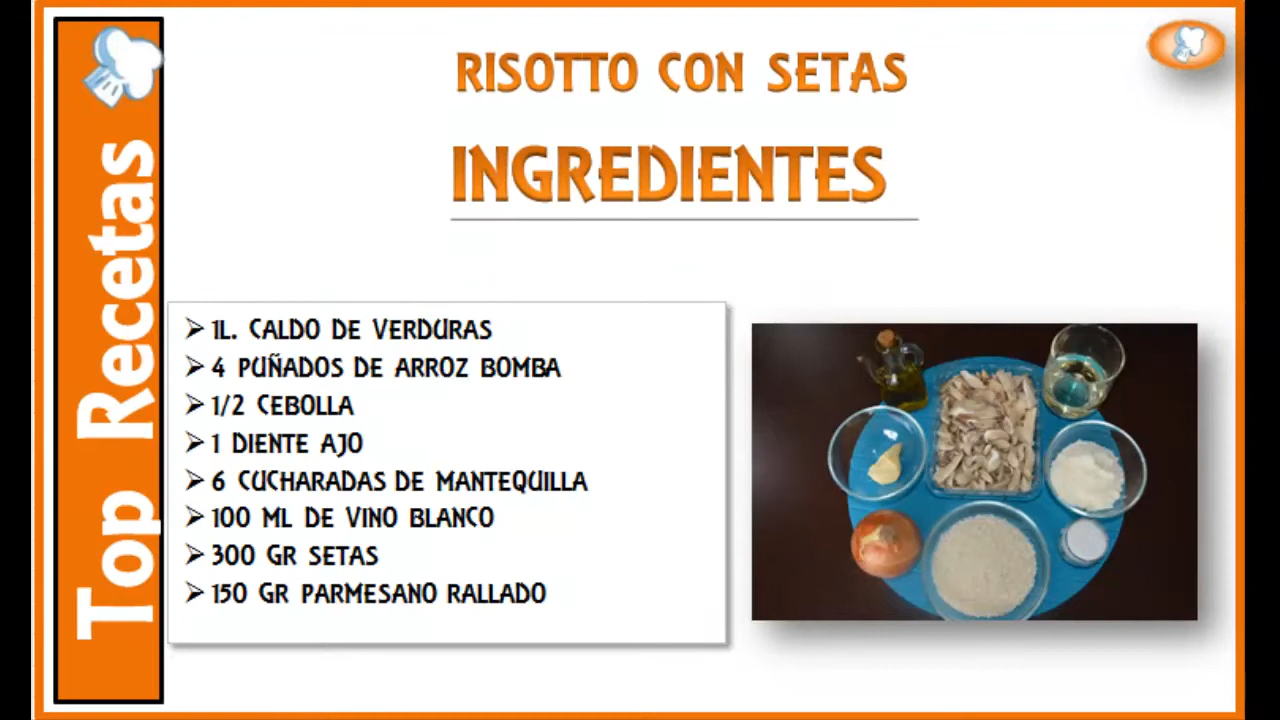 Top Recetas
RISOTTO CON SETAS
INGREDIENTES
➢ 1L. CALDO DE VERDURAS
➢ 4 PUÑADOS DE ARROZ BOMBA
➢ 1/2 CEBOLLA
➢ 1 DIENTE AJO
➢ 6 CUCHARADAS DE MANTEQUILLA
➢ 100 ML DE VINO BLANCO
➢ 300 GR SETAS
➢ 150 GR PARMESANO RALLADO